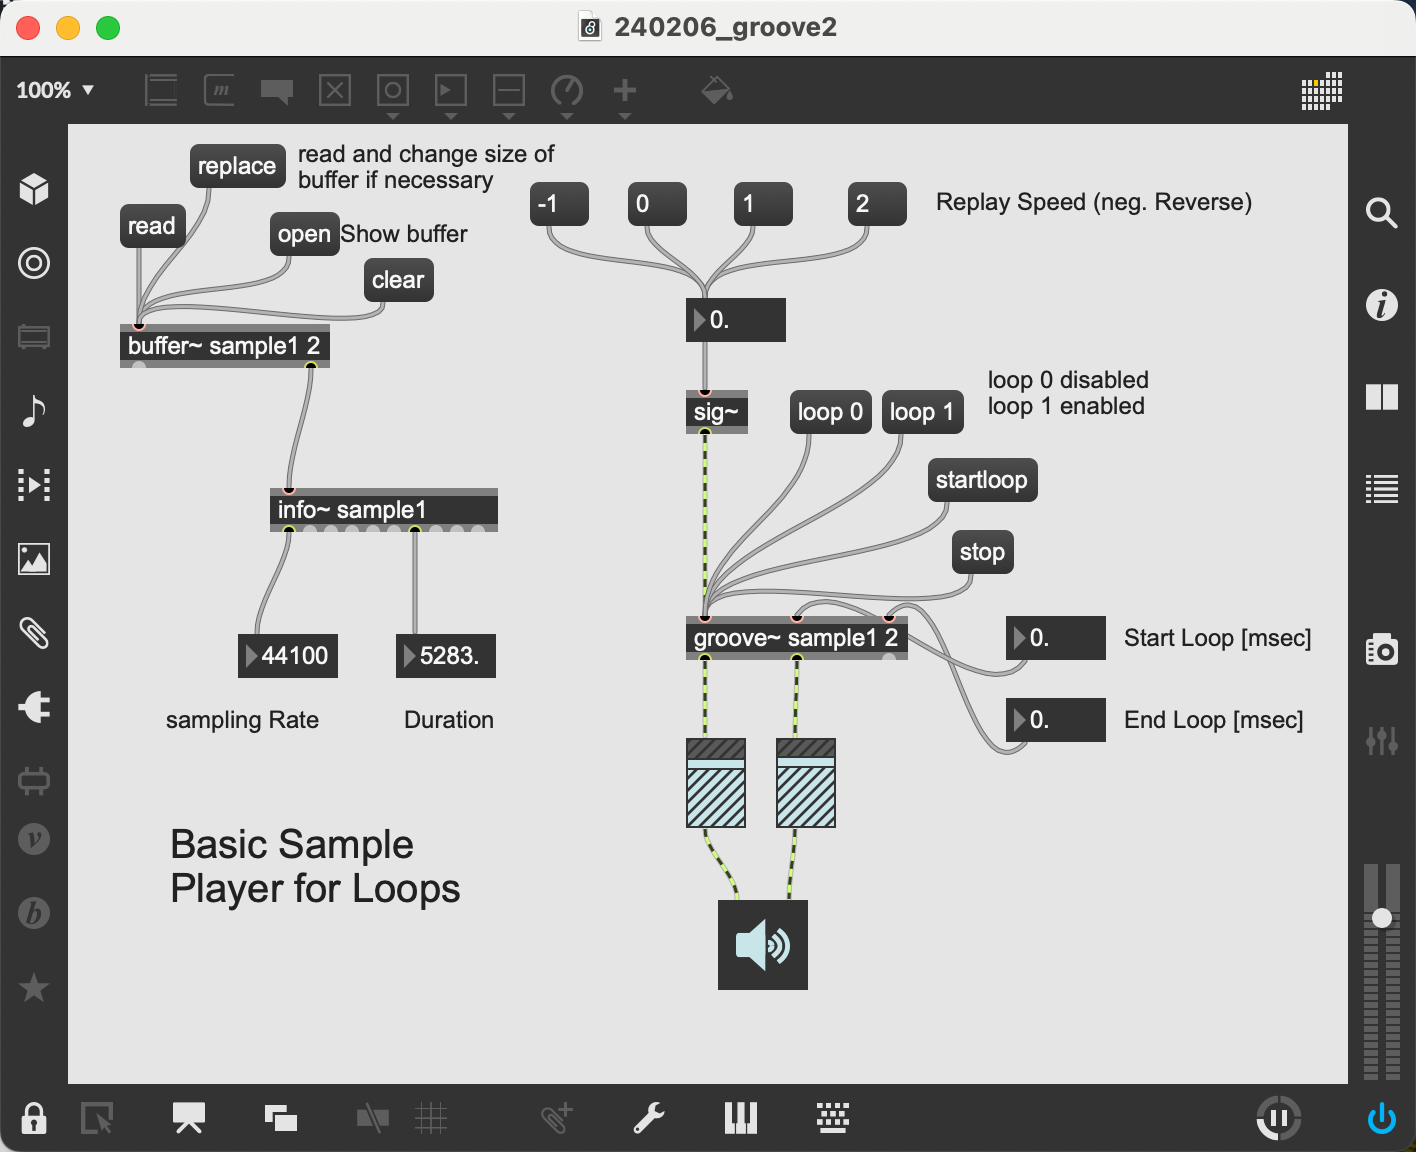 240206_groove2
100%
m
replace
read and change size of
buffer if necessary
read
open
Show buffer
clear
buffer~ sample1 2
info~ sample1
44100
5283.
sampling Rate
Duration
Basic Sample
Player for Loops
-1
0
1
2
Replay Speed (neg. Reverse)
0.
sig~
loop 0
loop 1
loop 0 disabled
loop 1 enabled
startloop
stop
groove~ sample1 2
0.
Start Loop [msec]
0.
End Loop [msec]
i
v
b